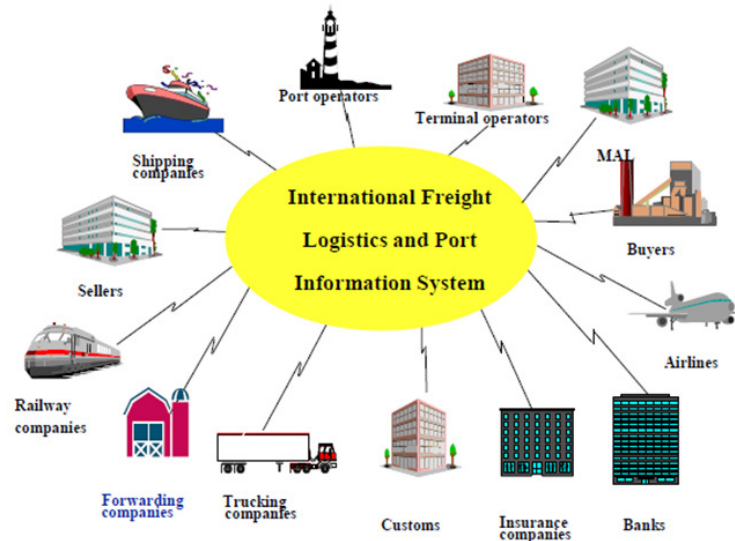 Port operators
Terminal operators
Shipping
companies
MAL
International Freight
Logistics and Port
Information System
Buyers
Sellers
Airlines
Railway
companies
Forwarding
companies
Trucking
companies
Customs
Insurance
companies
Banks